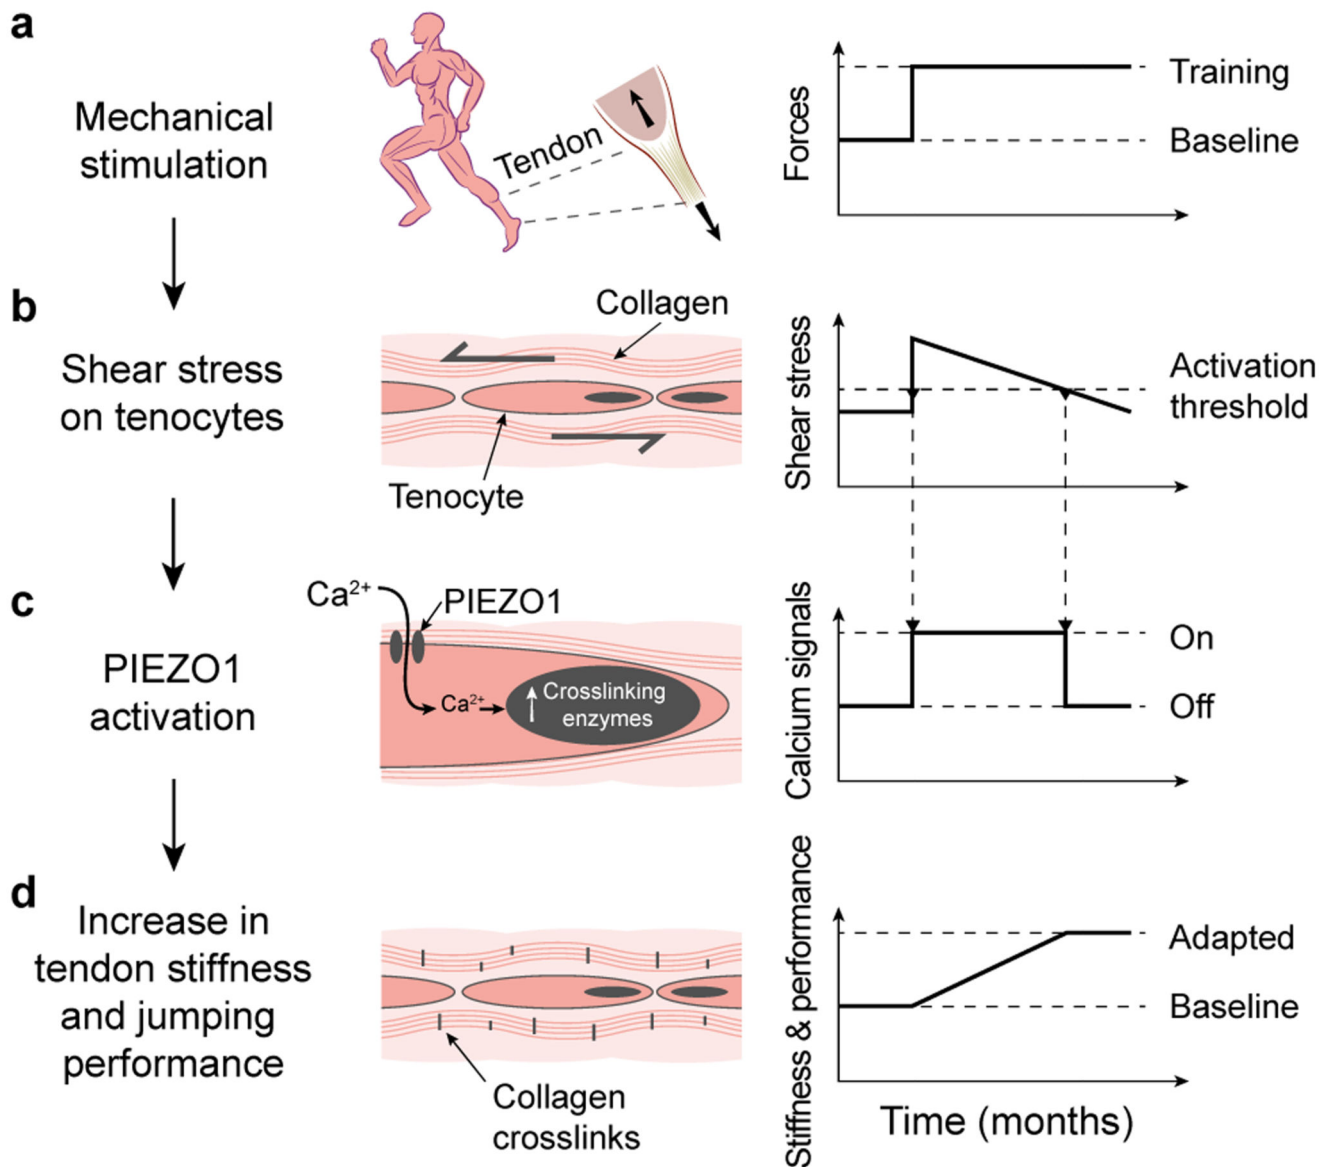 a
Mechanical
stimulation
Tendon
Forces
Training
Baseline
b
Shear stress
on tenocytes
Collagen
Tenocyte
Shear stress
Activation
threshold
c
PIEZO1
activation
Ca²⁺
PIEZO1
Ca²⁺
Crosslinking
enzymes
Calcium signals
On
Off
d
Increase in
tendon stiffness
and jumping
performance
Collagen
crosslinks
Stiffness & performance
Adapted
Baseline
Time (months)